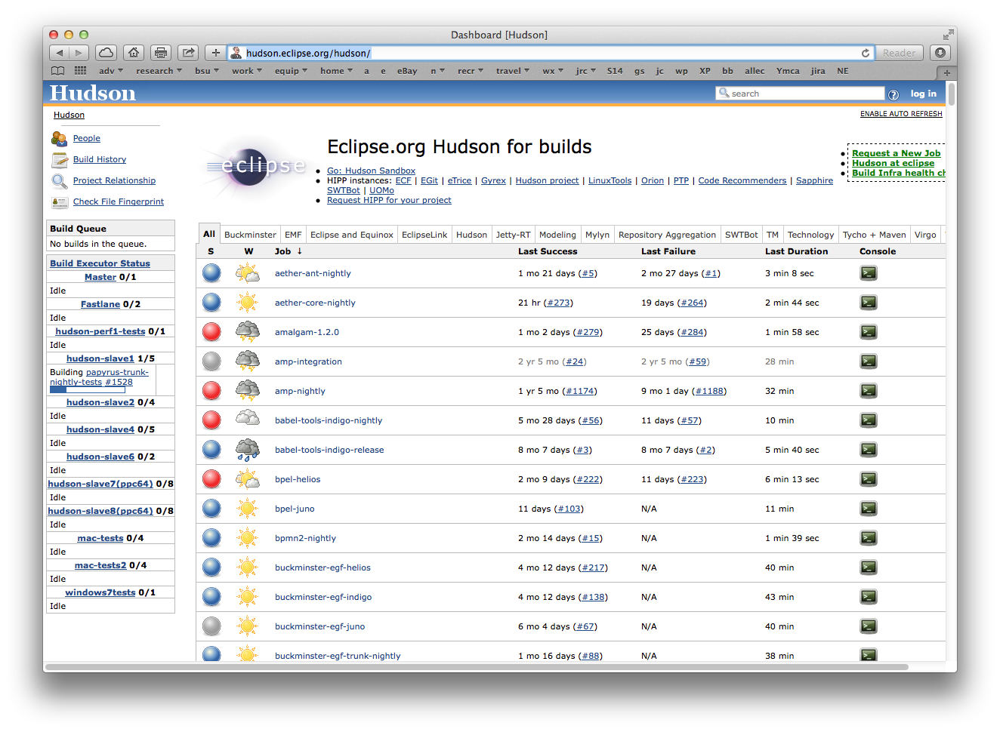 Dashboard [Hudson]
hudson.eclipse.org/hudson/
Reader
adv research bsu work equip home a e eBay n recr travel wx jrc S14 gs jc wp XP bb allec Ymca jira NE
Hudson
search
log in
Hudson
ENABLE AUTO REFRESH
People
Build History
Project Relationship
Check File Fingerprint
eclipse
Eclipse.org Hudson for builds
Go: Hudson Sandbox
HIPP instances: ECF | EGit | eTrice | Gyrex | Hudson project | LinuxTools | Orion | PTP | Code Recommenders | Sapphire
SWTBot | UOMo
Request HIPP for your project
Request a New Job
Hudson at eclipse
Build Infra health ch
Build Queue
No builds in the queue.
Build Executor Status
Master 0/1
Idle
Fastlane 0/2
Idle
hudson-perf1-tests 0/1
Idle
hudson-slave1 1/5
Building papyrus-trunk-
nightly-tests #1528
hudson-slave2 0/4
Idle
hudson-slave4 0/5
Idle
hudson-slave6 0/2
Idle
hudson-slave7(ppc64) 0/8
Idle
hudson-slave8(ppc64) 0/8
Idle
mac-tests 0/4
Idle
mac-tests2 0/4
Idle
windows7tests 0/1
Idle
All Buckminster EMF Eclipse and Equinox EclipseLink Hudson Jetty-RT Modeling Mylyn Repository Aggregation SWTBot TM Technology Tycho + Maven Virgo
S W Job ↓ Last Success Last Failure Last Duration Console
aether-ant-nightly 1 mo 21 days (#5) 2 mo 27 days (#1) 3 min 8 sec
aether-core-nightly 21 hr (#273) 19 days (#264) 2 min 44 sec
amalgam-1.2.0 1 mo 2 days (#279) 25 days (#284) 1 min 58 sec
amp-integration 2 yr 5 mo (#24) 2 yr 5 mo (#59) 28 min
amp-nightly 1 yr 5 mo (#1174) 9 mo 1 day (#1188) 32 min
babel-tools-indigo-nightly 5 mo 28 days (#56) 11 days (#57) 10 min
babel-tools-indigo-release 8 mo 7 days (#3) 8 mo 7 days (#2) 5 min 40 sec
bpel-helios 2 mo 9 days (#222) 11 days (#223) 6 min 13 sec
bpel-juno 11 days (#103) N/A 11 min
bpmn2-nightly 2 mo 14 days (#15) N/A 1 min 39 sec
buckminster-egf-helios 4 mo 12 days (#217) N/A 40 min
buckminster-egf-indigo 4 mo 12 days (#138) N/A 43 min
buckminster-egf-juno 6 mo 4 days (#67) N/A 40 min
buckminster-egf-trunk-nightly 1 mo 16 days (#88) N/A 38 min